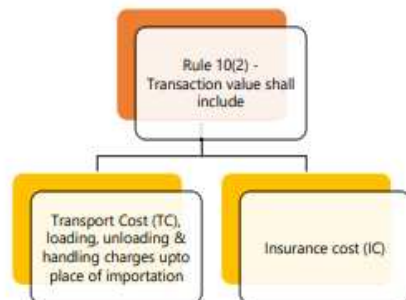 Rule 10(2) -
Transaction value shall
include
Transport Cost (TC),
loading, unloading &
handling charges upto
place of importation
Insurance cost (IC)